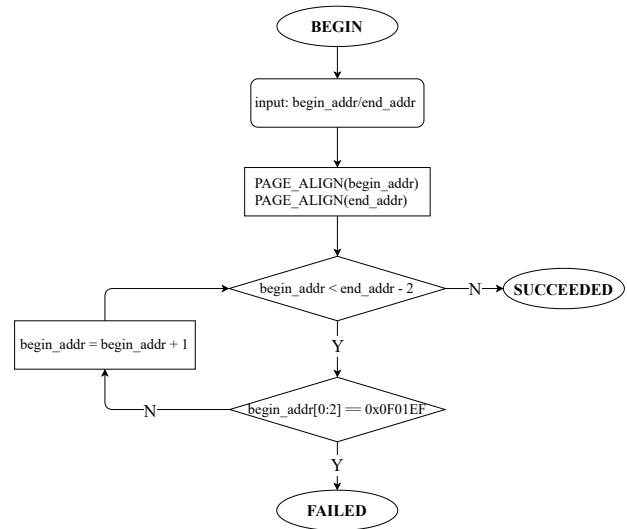 BEGIN
input: begin_addr/end_addr
PAGE_ALIGN(begin_addr)
PAGE_ALIGN(end_addr)
begin_addr < end_addr - 2
N
SUCCEEDED
Y
begin_addr = begin_addr + 1
begin_addr[0:2] == 0x0F01EF
N
Y
FAILED